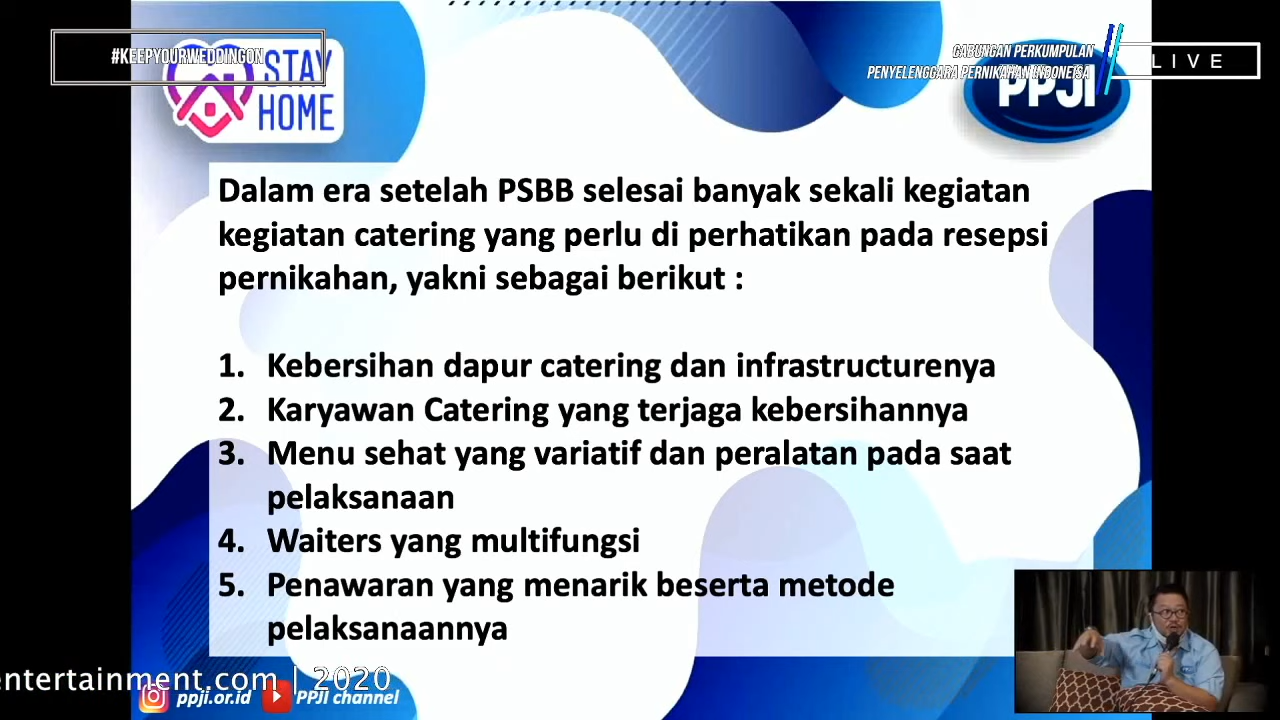 #KEEPYOURWEDDINGON
STAY
HOME
GABUNGAN PERKUMPULAN
PENYELENGGARA PERNIKAHAN INDONEISA
LIVE
PPJI
Dalam era setelah PSBB selesai banyak sekali kegiatan
kegiatan catering yang perlu di perhatikan pada resepsi
pernikahan, yakni sebagai berikut :
1. Kebersihan dapur catering dan infrastructurenya
2. Karyawan Catering yang terjaga kebersihannya
3. Menu sehat yang variatif dan peralatan pada saat
pelaksanaan
4. Waiters yang multifungsi
5. Penawaran yang menarik beserta metode
pelaksanaannya
entertainment.com | 2020
ppji.or.id
PPJI channel